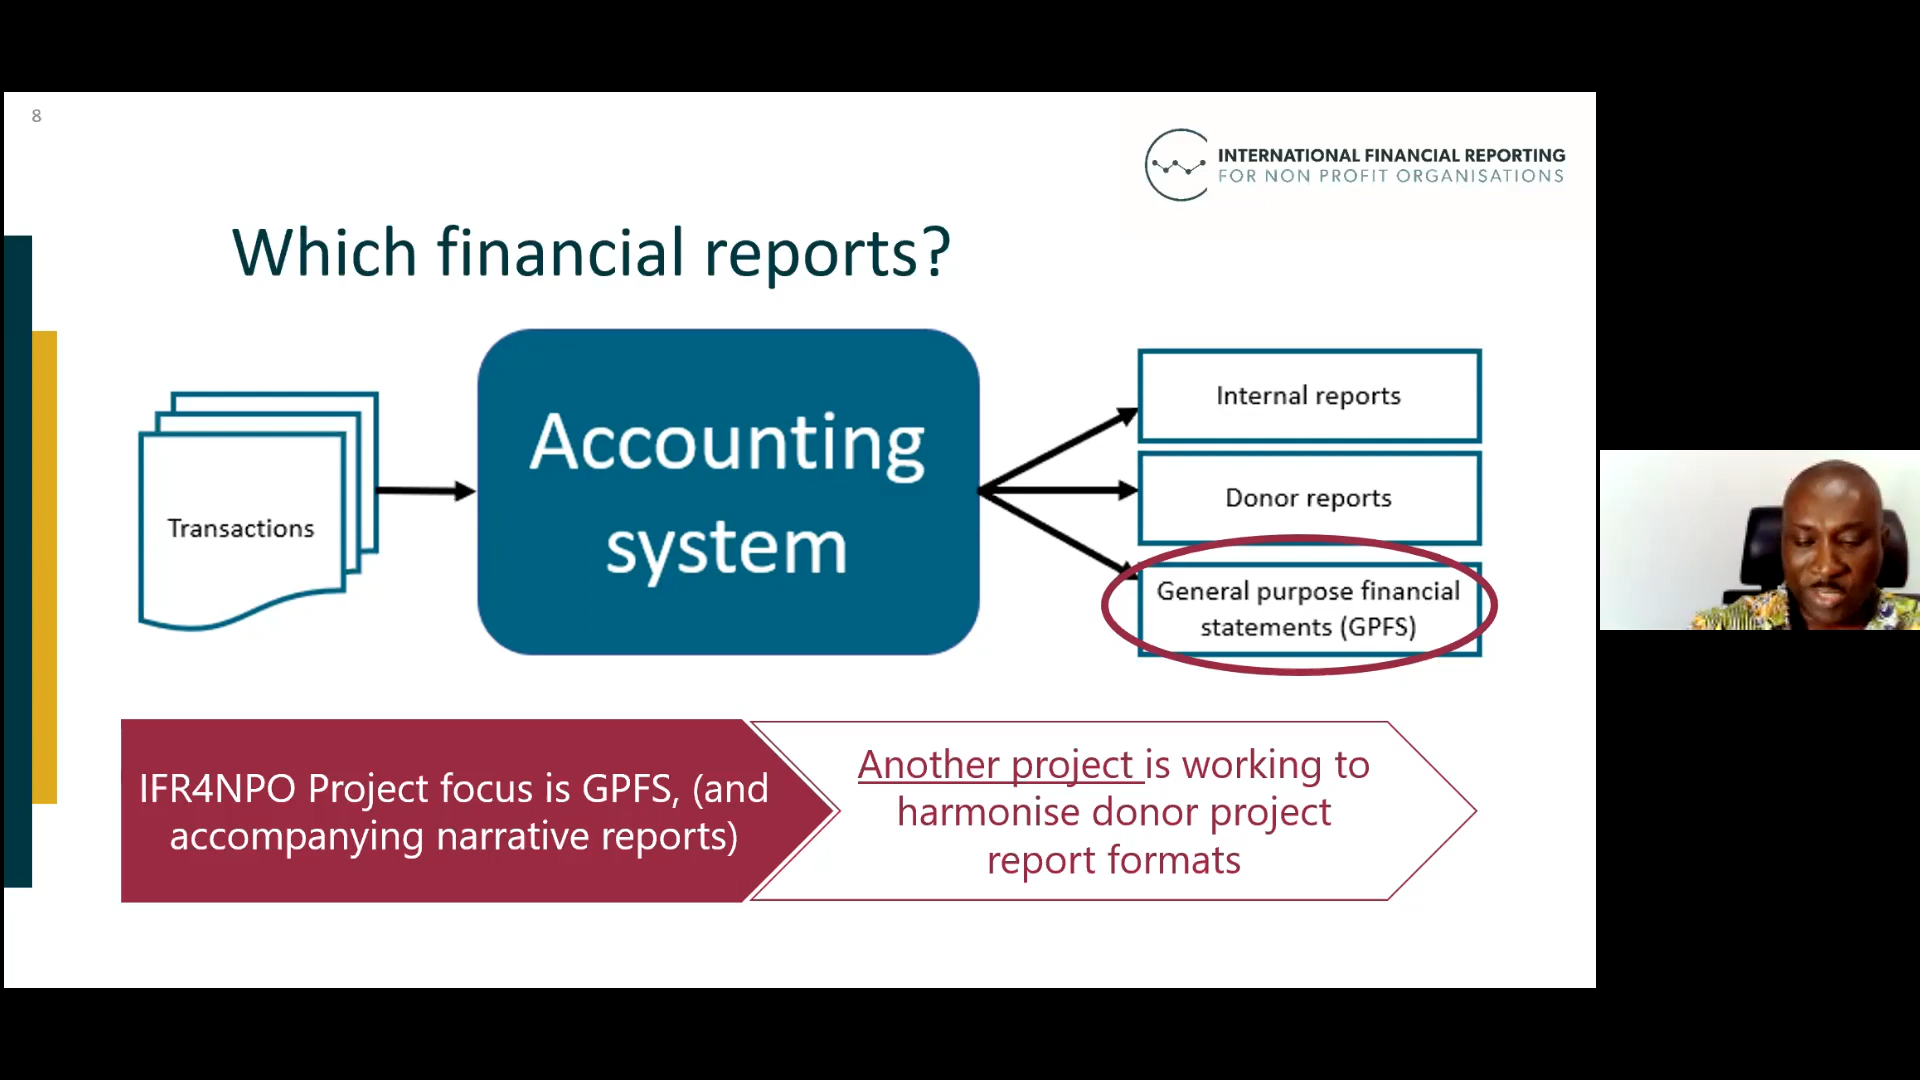 8
INTERNATIONAL FINANCIAL REPORTING
FOR NON PROFIT ORGANISATIONS
Which financial reports?
Transactions
Accounting
system
Internal reports
Donor reports
General purpose financial
statements (GPFS)
IFR4NPO Project focus is GPFS, (and
accompanying narrative reports)
Another project is working to
harmonise donor project
report formats